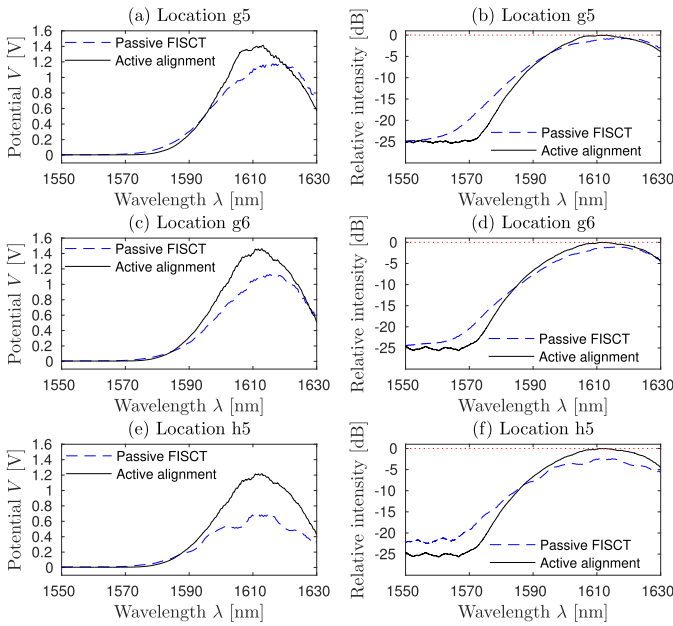 (a) Location g5
1.6
1.4
1.2
1
0.8
0.6
0.4
0.2
0
Potential V [V]
Passive FISCT
Active alignment
1550 1570 1590 1610 1630
Wavelength λ [nm]
(b) Location g5
0
-5
-10
-15
-20
-25
Relative intensity [dB]
Passive FISCT
Active alignment
1550 1570 1590 1610 1630
Wavelength λ [nm]
(c) Location g6
1.6
1.4
1.2
1
0.8
0.6
0.4
0.2
0
Potential V [V]
Passive FISCT
Active alignment
1550 1570 1590 1610 1630
Wavelength λ [nm]
(d) Location g6
0
-5
-10
-15
-20
-25
Relative intensity [dB]
Passive FISCT
Active alignment
1550 1570 1590 1610 1630
Wavelength λ [nm]
(e) Location h5
1.6
1.4
1.2
1
0.8
0.6
0.4
0.2
0
Potential V [V]
Passive FISCT
Active alignment
1550 1570 1590 1610 1630
Wavelength λ [nm]
(f) Location h5
0
-5
-10
-15
-20
-25
Relative intensity [dB]
Passive FISCT
Active alignment
1550 1570 1590 1610 1630
Wavelength λ [nm]